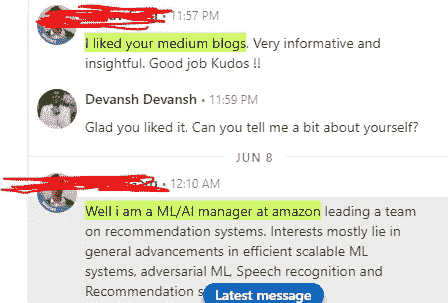 • 11:57 PM
I liked your medium blogs. Very informative and
insightful. Good job Kudos !!
Devansh Devansh • 11:59 PM
Glad you liked it. Can you tell me a bit about yourself?
JUN 8
• 12:10 AM
Well i am a ML/AI manager at amazon leading a team
on recommendation systems. Interests mostly lie in
general advancements in efficient scalable ML
systems, adversarial ML, Speech recognition and
Recommendation
Latest message